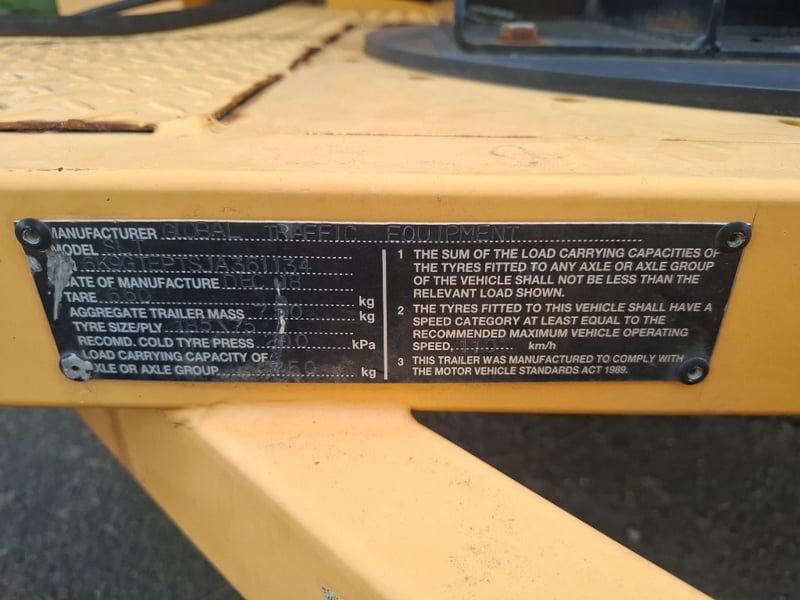 MANUFACTURER GLOBAL TRAFFIC EQUIPMENT
MODEL SLT
DATE OF MANUFACTURE DEC 18
TARE kg
AGGREGATE TRAILER MASS kg
TYRE SIZE/PLY
RECOMD. COLD TYRE PRESS kPa
LOAD CARRYING CAPACITY OF
AXLE OR AXLE GROUP kg
1 THE SUM OF THE LOAD CARRYING CAPACITIES OF
THE TYRES FITTED TO ANY AXLE OR AXLE GROUP
OF THE VEHICLE SHALL NOT BE LESS THAN THE
RELEVANT LOAD SHOWN.
2 THE TYRES FITTED TO THIS VEHICLE SHALL HAVE A
SPEED CATEGORY AT LEAST EQUAL TO THE
RECOMMENDED MAXIMUM VEHICLE OPERATING
SPEED, 110 km/h
3 THIS TRAILER WAS MANUFACTURED TO COMPLY WITH
THE MOTOR VEHICLE STANDARDS ACT 1989.